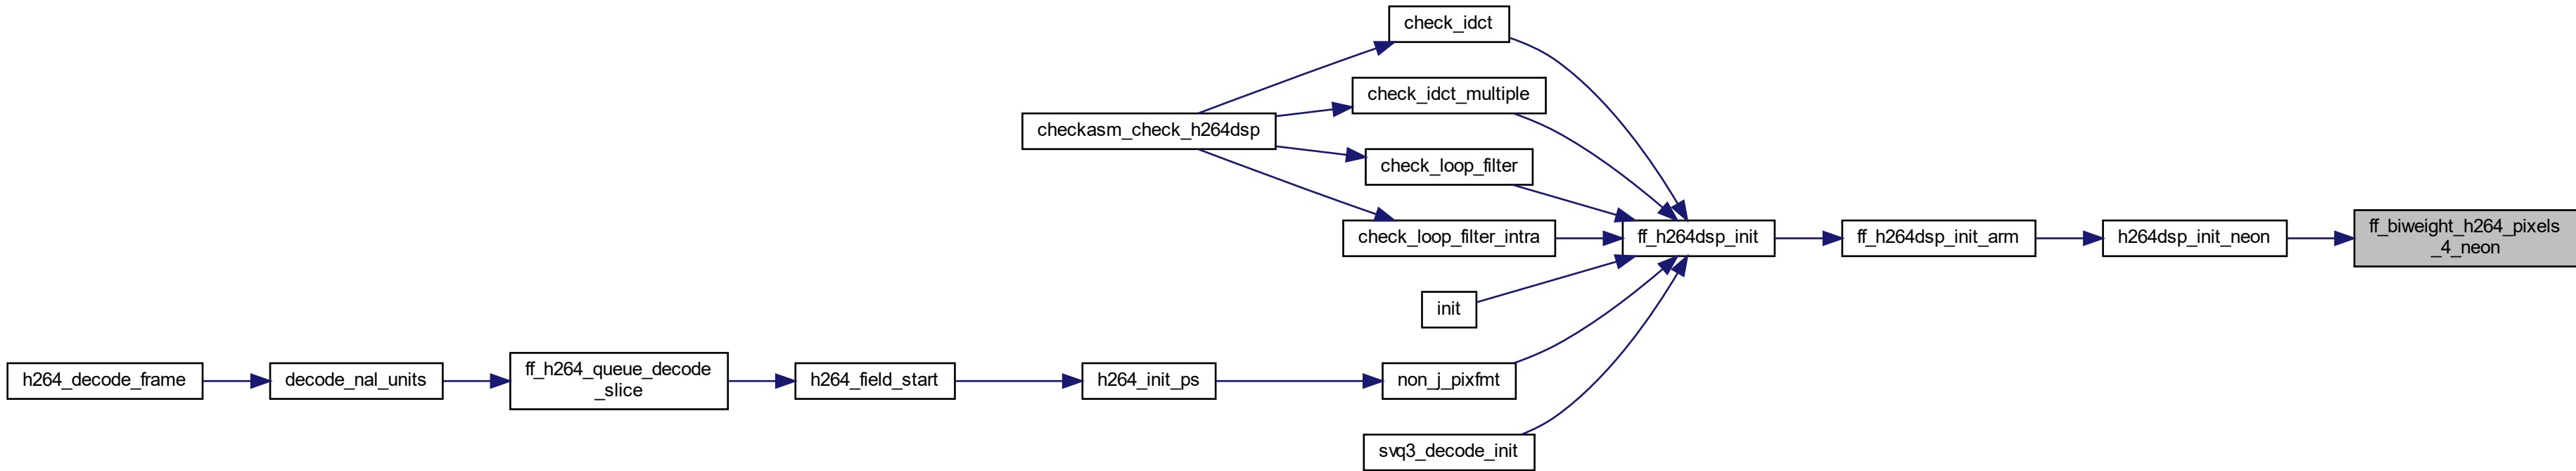 check_idct
check_idct_multiple
checkasm_check_h264dsp
check_loop_filter
check_loop_filter_intra
ff_h264dsp_init
ff_h264dsp_init_arm
h264dsp_init_neon
ff_biweight_h264_pixels
_4_neon
init
h264_decode_frame
decode_nal_units
ff_h264_queue_decode
_slice
h264_field_start
h264_init_ps
non_j_pixfmt
svq3_decode_init